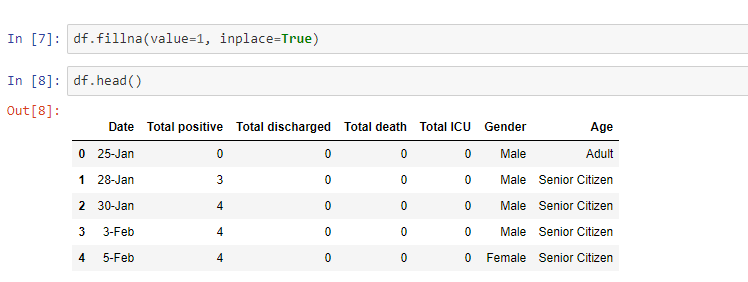 In [7]: df.fillna(value=1, inplace=True)
In [8]: df.head()
Out[8]:
Date Total positive Total discharged Total death Total ICU Gender Age
0 25-Jan 0 0 0 0 Male Adult
1 28-Jan 3 0 0 0 Male Senior Citizen
2 30-Jan 4 0 0 0 Male Senior Citizen
3 3-Feb 4 0 0 0 Male Senior Citizen
4 5-Feb 4 0 0 0 Female Senior Citizen